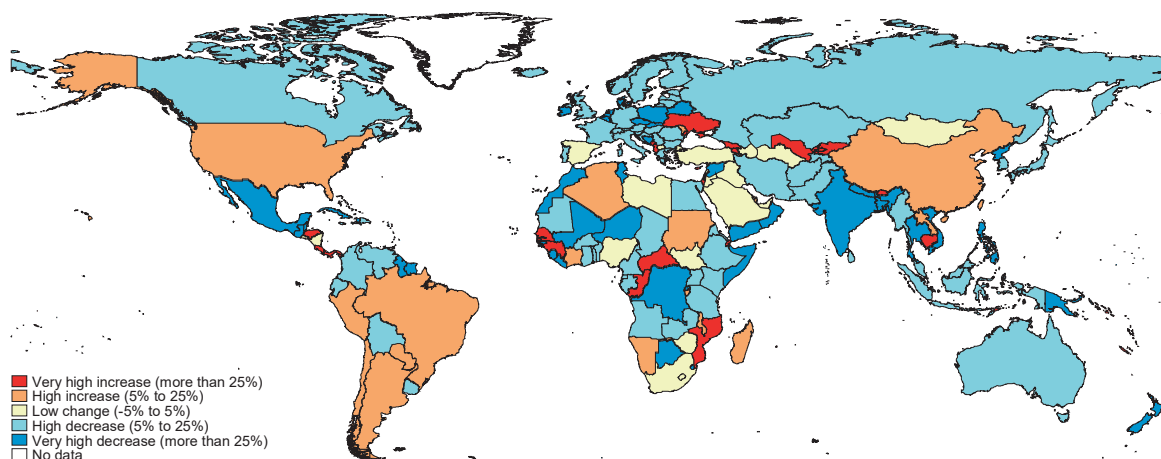 Very high increase (more than 25%)
High increase (5% to 25%)
Low change (-5% to 5%)
High decrease (5% to 25%)
Very high decrease (more than 25%)
No data